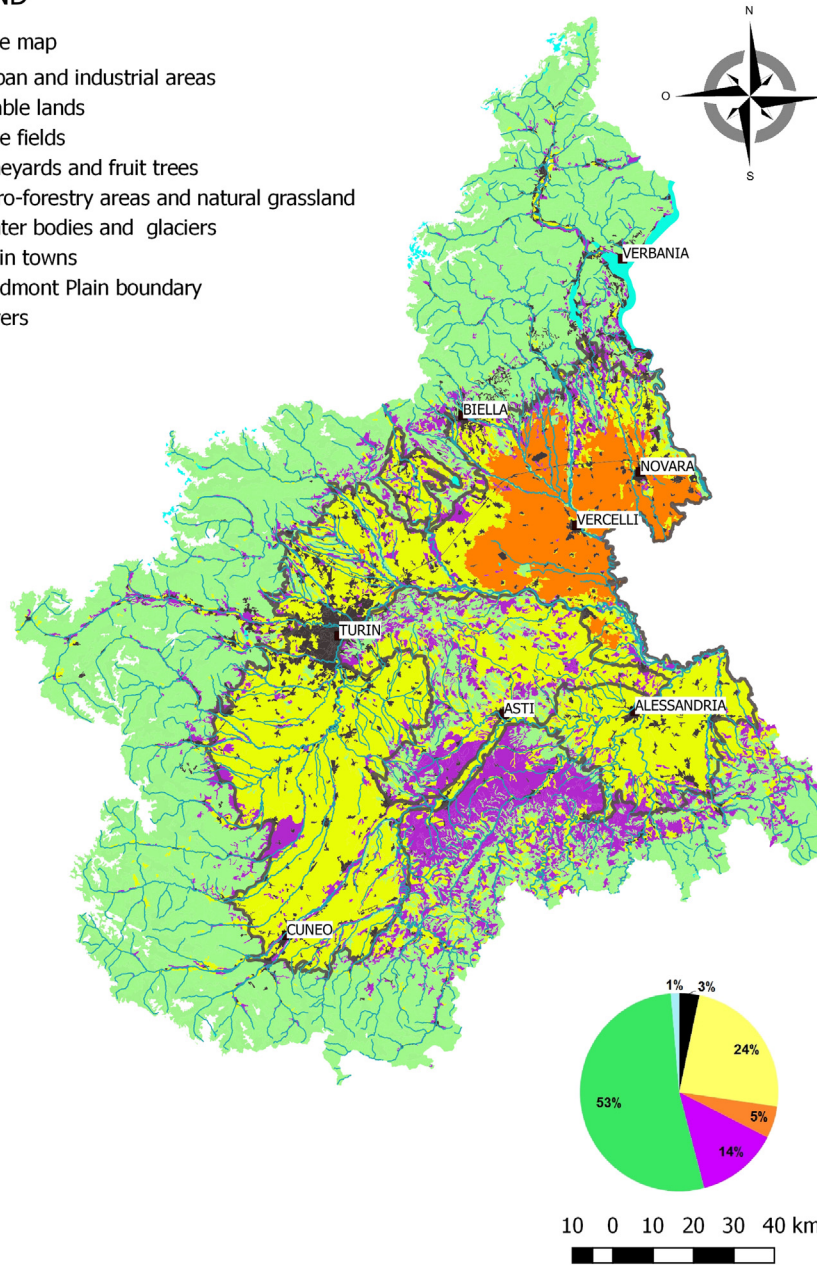 ND
e map
ban and industrial areas
ble lands
e fields
neyards and fruit trees
ro-forestry areas and natural grassland
ter bodies and glaciers
in towns
dmont Plain boundary
ers
N
O
S
VERBANIA
BIELLA
NOVARA
VERCELLI
TURIN
ASTI
ALESSANDRIA
CUNEO
1%
3%
24%
53%
5%
14%
10 0 10 20 30 40 km